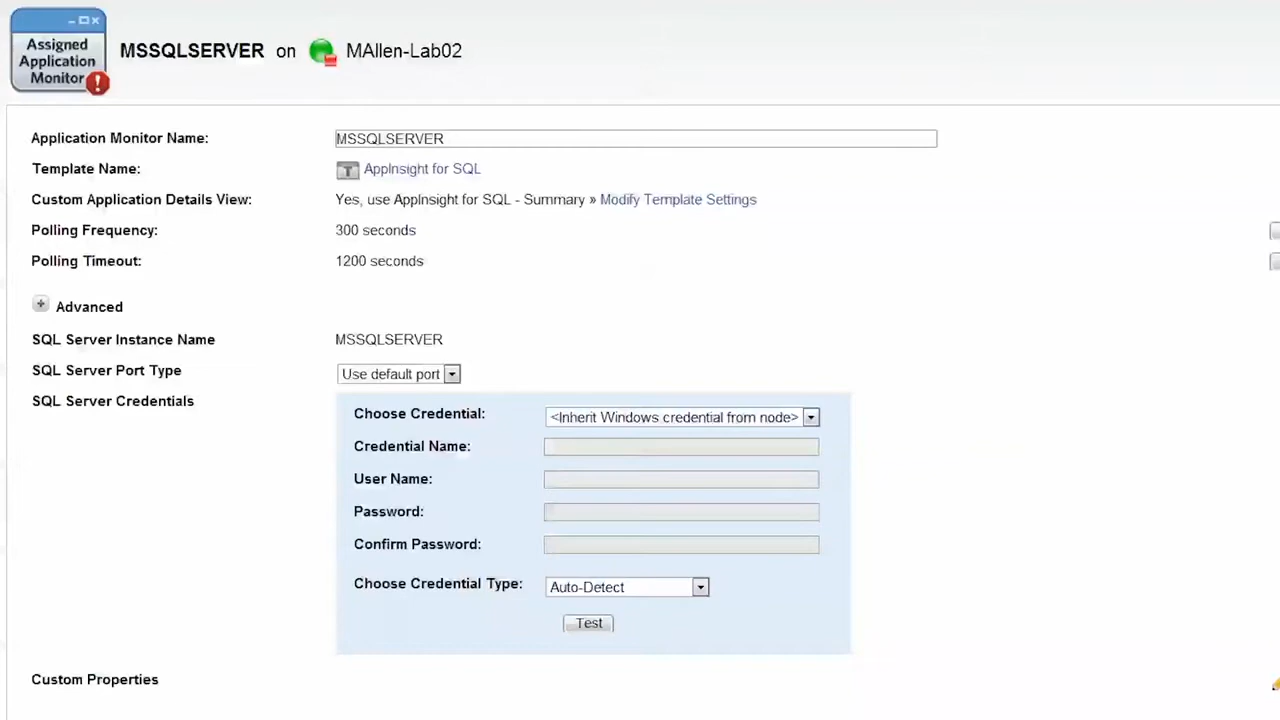 Assigned
Application
Monitor
MSSQLSERVER on MAllen-Lab02
Application Monitor Name: MSSQLSERVER
Template Name: AppInsight for SQL
Custom Application Details View: Yes, use AppInsight for SQL - Summary » Modify Template Settings
Polling Frequency: 300 seconds
Polling Timeout: 1200 seconds
Advanced
SQL Server Instance Name MSSQLSERVER
SQL Server Port Type Use default port
SQL Server Credentials
Choose Credential: <Inherit Windows credential from node>
Credential Name:
User Name:
Password:
Confirm Password:
Choose Credential Type: Auto-Detect
Test
Custom Properties